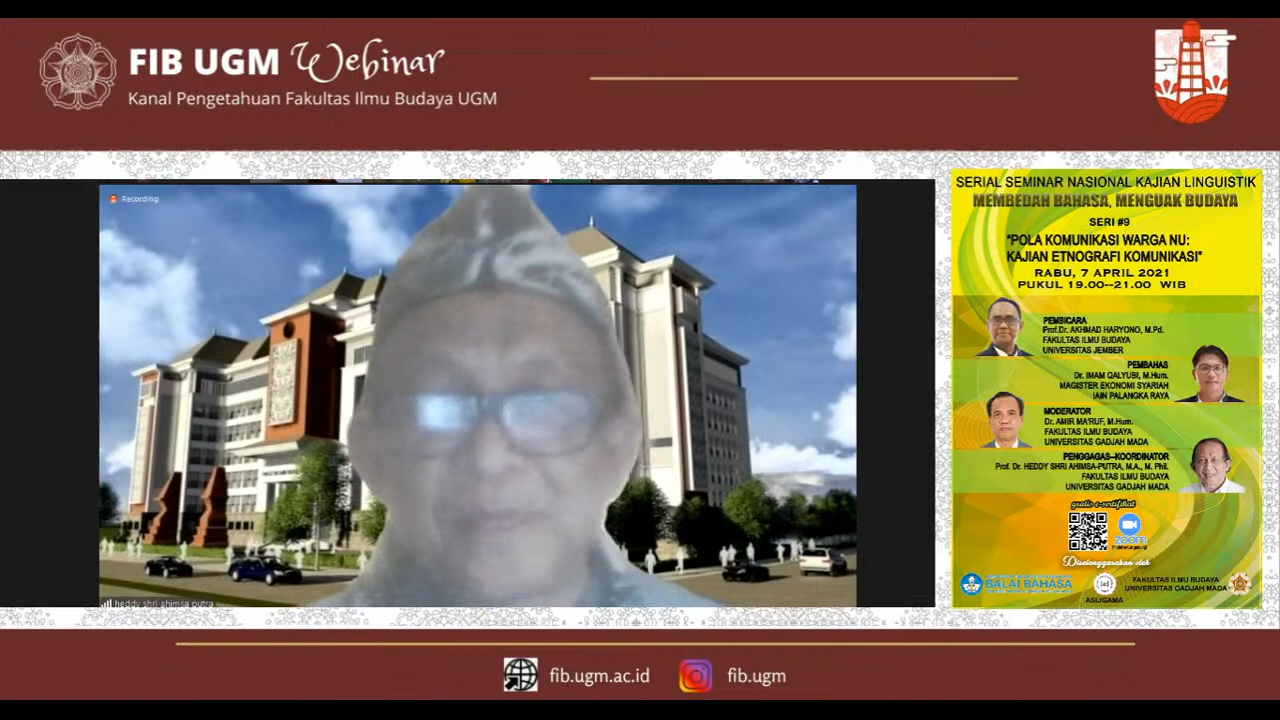 FIB UGM Webinar
Kanal Pengetahuan Fakultas Ilmu Budaya UGM
Recording
heddy shri ahimsa putra
SERIAL SEMINAR NASIONAL KAJIAN LINGUISTIK
MEMBEDAH BAHASA, MENGUAK BUDAYA
SERI #9
"POLA KOMUNIKASI WARGA NU:
KAJIAN ETNOGRAFI KOMUNIKASI"
RABU, 7 APRIL 2021
PUKUL 19.00--21.00 WIB
PEMBICARA
Prof.Dr. AKHMAD HARYONO, M.Pd.
FAKULTAS ILMU BUDAYA
UNIVERSITAS JEMBER
PEMBAHAS
Dr. IMAM QALYUBI, M.Hum.
MAGISTER EKONOMI SYARIAH
IAIN PALANGKA RAYA
MODERATOR
Dr. AMIR MA'RUF, M.Hum.
FAKULTAS ILMU BUDAYA
UNIVERSITAS GADJAH MADA
PENGGAGAS--KOORDINATOR
Prof. Dr. HEDDY SHRI AHIMSA-PUTRA, M.A., M. Phil.
FAKULTAS ILMU BUDAYA
UNIVERSITAS GADJAH MADA
gratis e-sertifikat
zoom
Diselenggarakan oleh
BALAI BAHASA
ASLIGAMA
FAKULTAS ILMU BUDAYA
UNIVERSITAS GADJAH MADA
fib.ugm.ac.id
fib.ugm